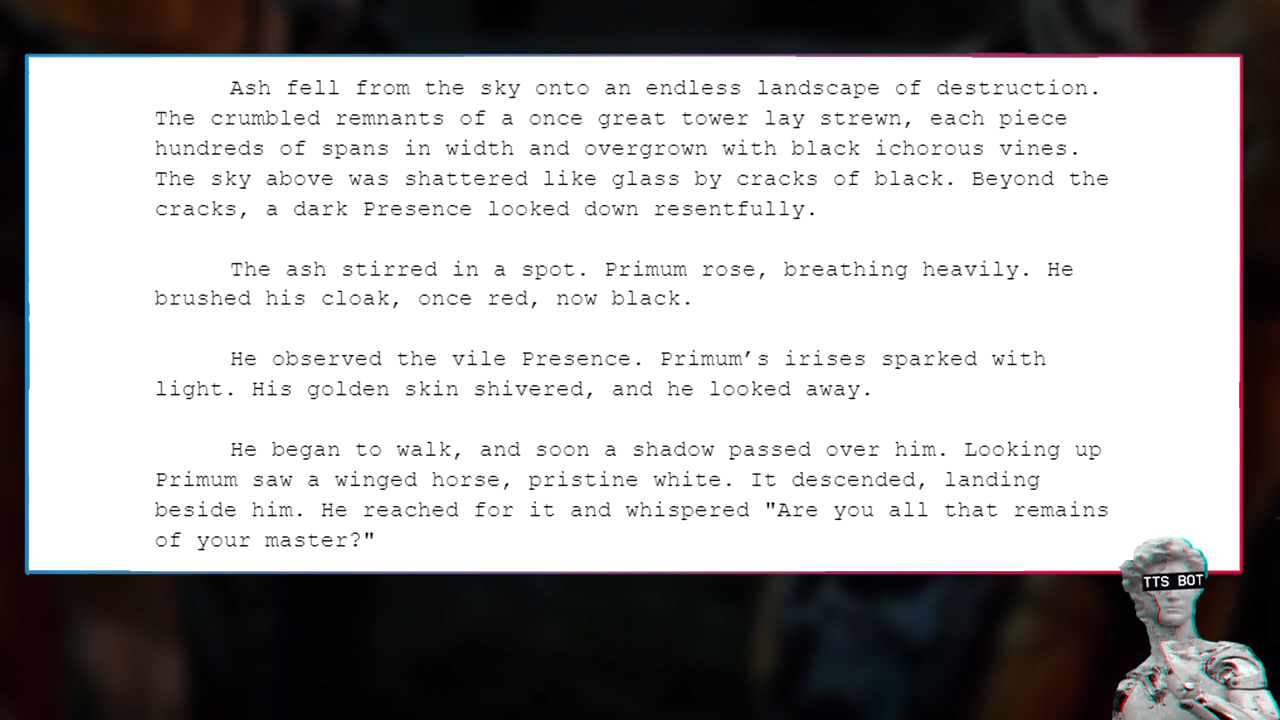 Ash fell from the sky onto an endless landscape of destruction.
The crumbled remnants of a once great tower lay strewn, each piece
hundreds of spans in width and overgrown with black ichorous vines.
The sky above was shattered like glass by cracks of black. Beyond the
cracks, a dark Presence looked down resentfully.
The ash stirred in a spot. Primum rose, breathing heavily. He
brushed his cloak, once red, now black.
He observed the vile Presence. Primum’s irises sparked with
light. His golden skin shivered, and he looked away.
He began to walk, and soon a shadow passed over him. Looking up
Primum saw a winged horse, pristine white. It descended, landing
beside him. He reached for it and whispered "Are you all that remains
of your master?"
TTS BOT